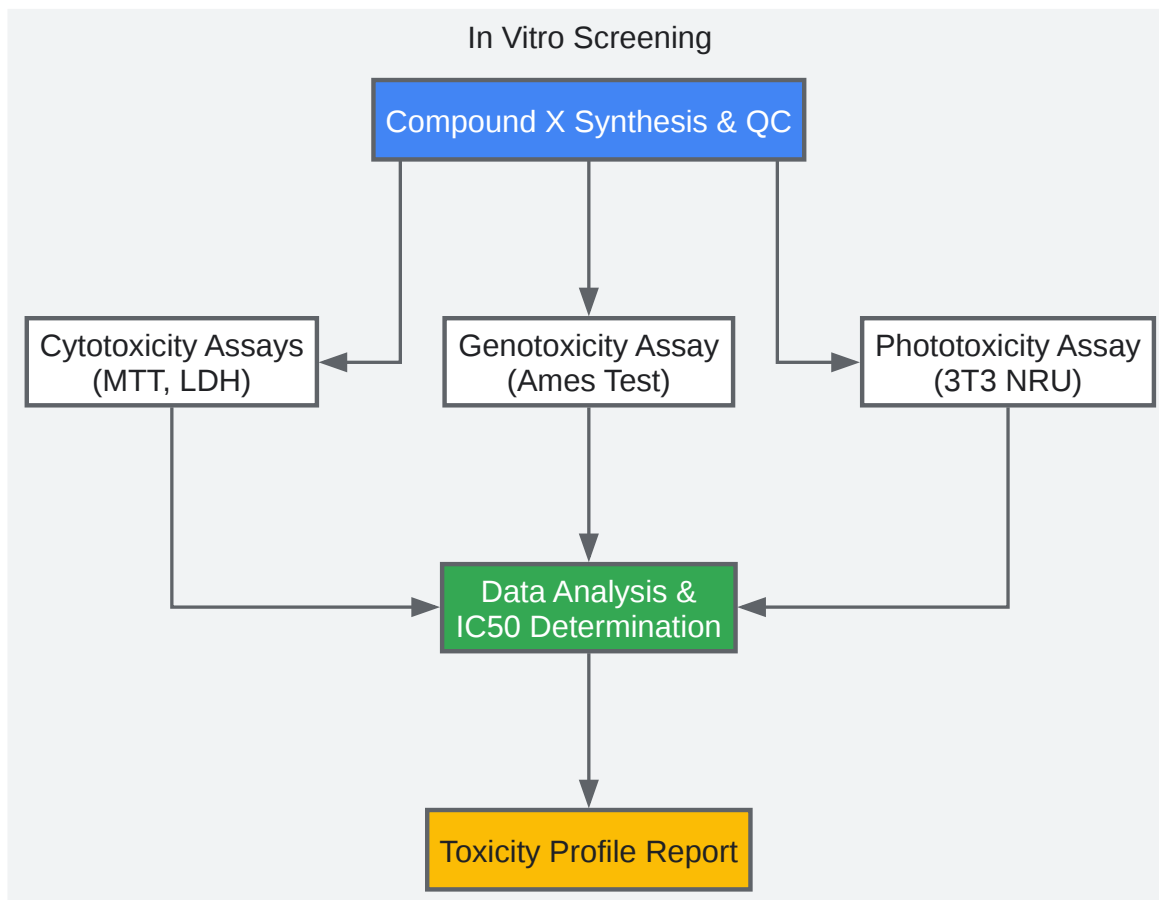 In Vitro Screening
Compound X Synthesis & QC
Cytotoxicity Assays
(MTT, LDH)
Genotoxicity Assay
(Ames Test)
Phototoxicity Assay
(3T3 NRU)
Data Analysis &
IC50 Determination
Toxicity Profile Report